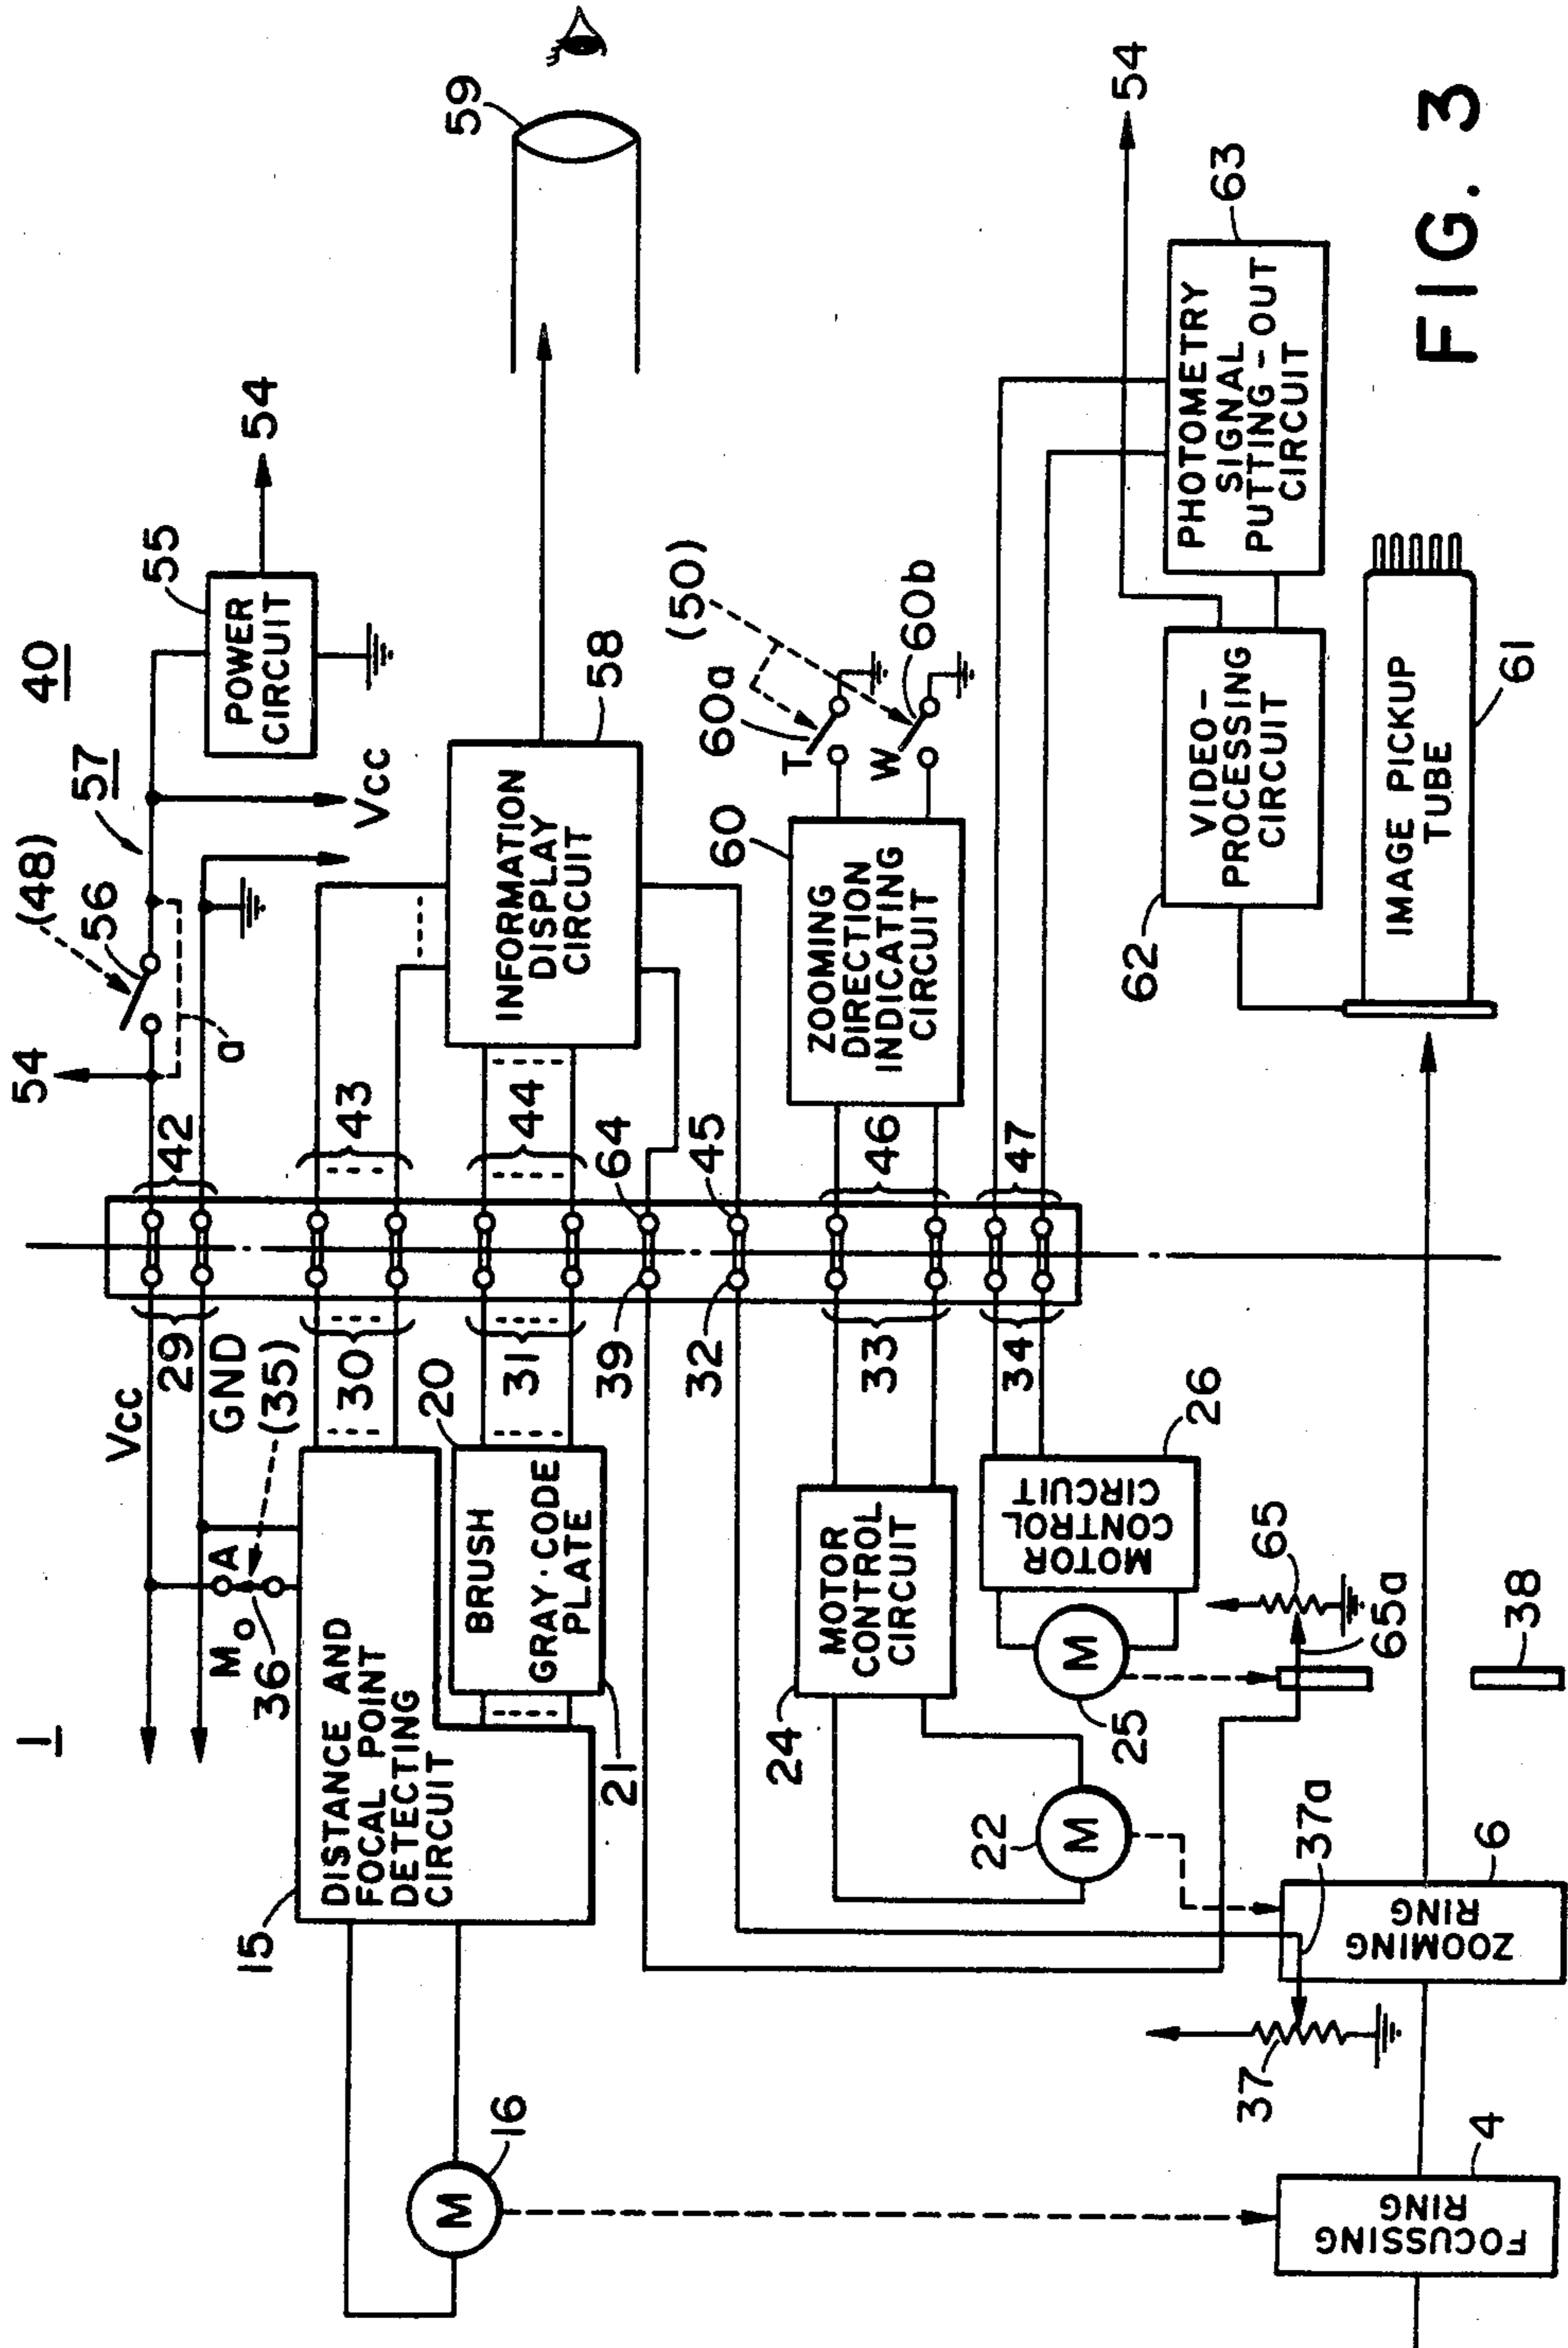 1
40
54
(48)
56
57
55
54
POWER
CIRCUIT
Vcc
42
a
Vcc
29
GND
(35)
A
M
36
15
DISTANCE AND
FOCAL POINT
DETECTING
CIRCUIT
30
43
INFORMATION
DISPLAY
CIRCUIT
58
59
20
BRUSH
GRAY·CODE
PLATE
21
31
44
39
64
32
45
16
M
24
MOTOR
CONTROL
CIRCUIT
33
46
60
ZOOMING
DIRECTION
INDICATING
CIRCUIT
T
60a
(50)
W
60b
22
M
25
M
MOTOR
CONTROL
CIRCUIT
26
34
47
54
62
VIDEO-
PROCESSING
CIRCUIT
PHOTOMETRY
SIGNAL
PUTTING-OUT
CIRCUIT
63
65
65a
37
37a
38
4
FOCUSSING
RING
6
ZOOMING
RING
IMAGE PICKUP
TUBE
61
FIG. 3